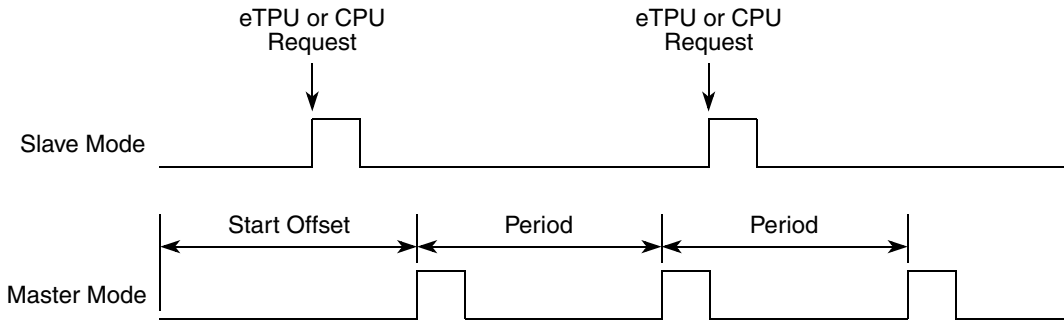 eTPU or CPU
Request
eTPU or CPU
Request
Slave Mode
Start Offset
Period
Period
Master Mode